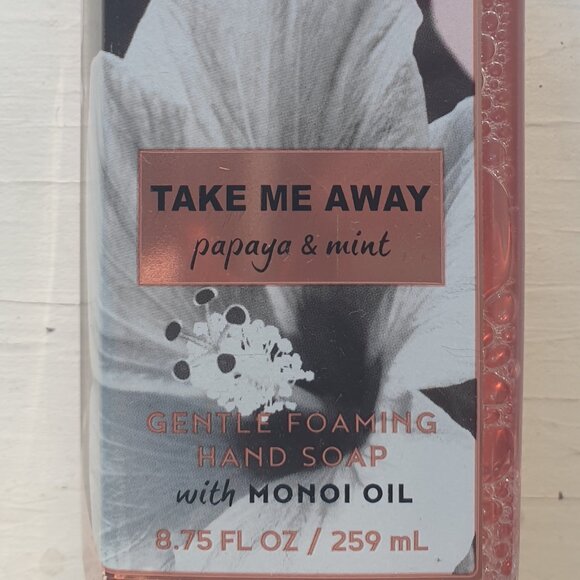 TAKE ME AWAY
papaya & mint
GENTLE FOAMING
HAND SOAP
with MONOI OIL
8.75 FL OZ / 259 mL